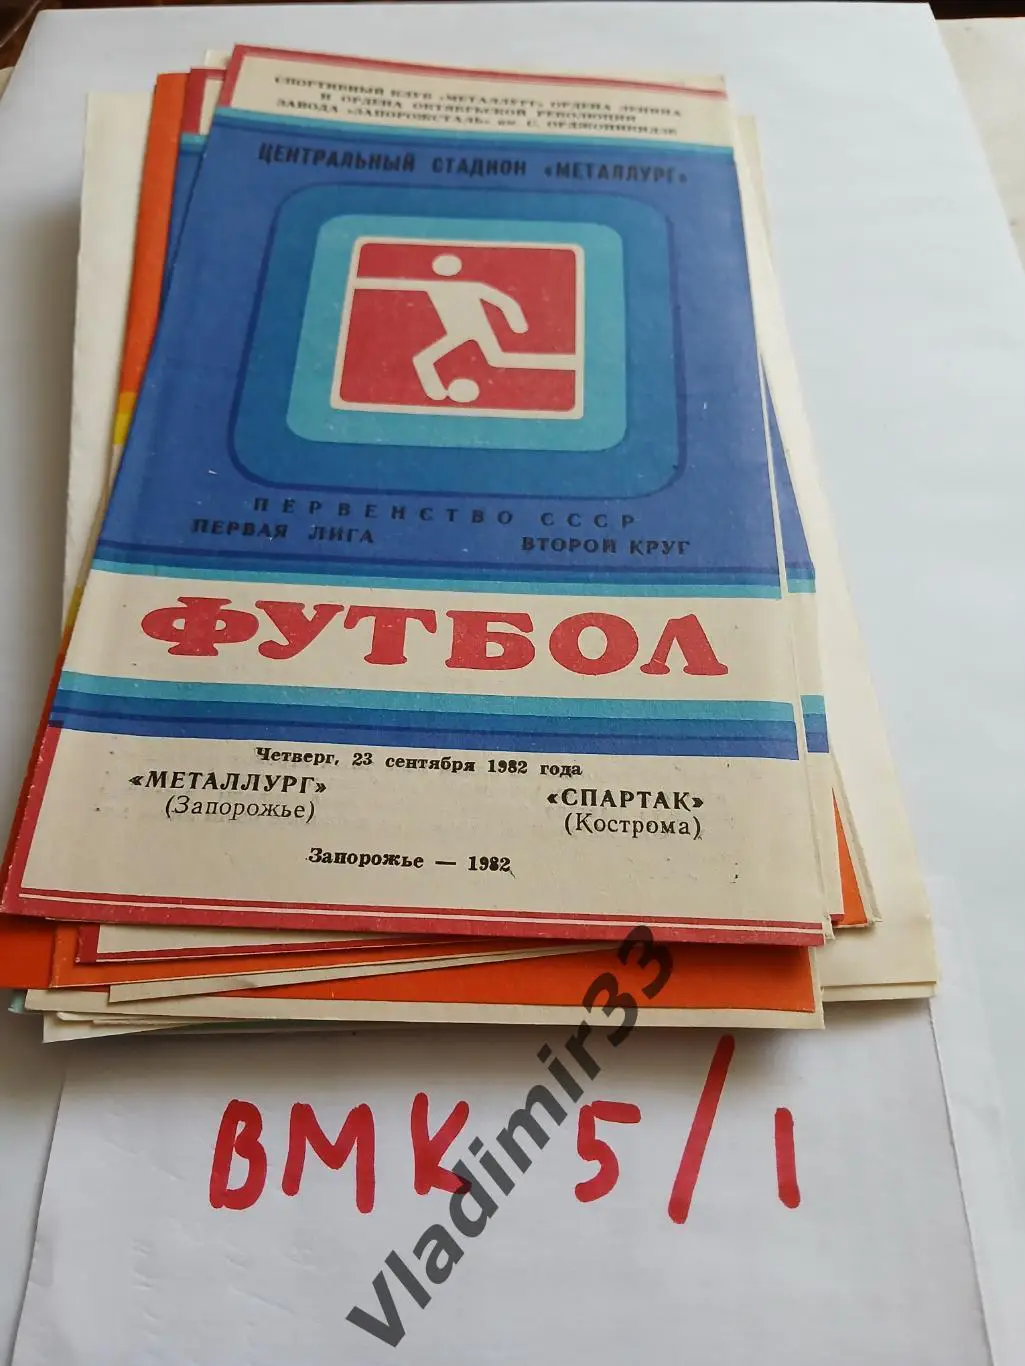 СПОРТИВНЫЙ КЛУБ «МЕТАЛЛУРГ» ОРДЕНА ЛЕНИНА
И ОРДЕНА ОКТЯБРЬСКОЙ РЕВОЛЮЦИИ
ЗАВОДА «ЗАПОРОЖСТАЛЬ» им. С. ОРДЖОНИКИДЗЕ
ЦЕНТРАЛЬНЫЙ СТАДИОН «МЕТАЛЛУРГ»
ПЕРВЕНСТВО СССР
ПЕРВАЯ ЛИГА ВТОРОЙ КРУГ
ФУТБОЛ
Четверг, 23 сентября 1982 года
«МЕТАЛЛУРГ» «СПАРТАК»
(Запорожье) (Кострома)
Запорожье — 1982
ВМК 5/1
Vladimir33